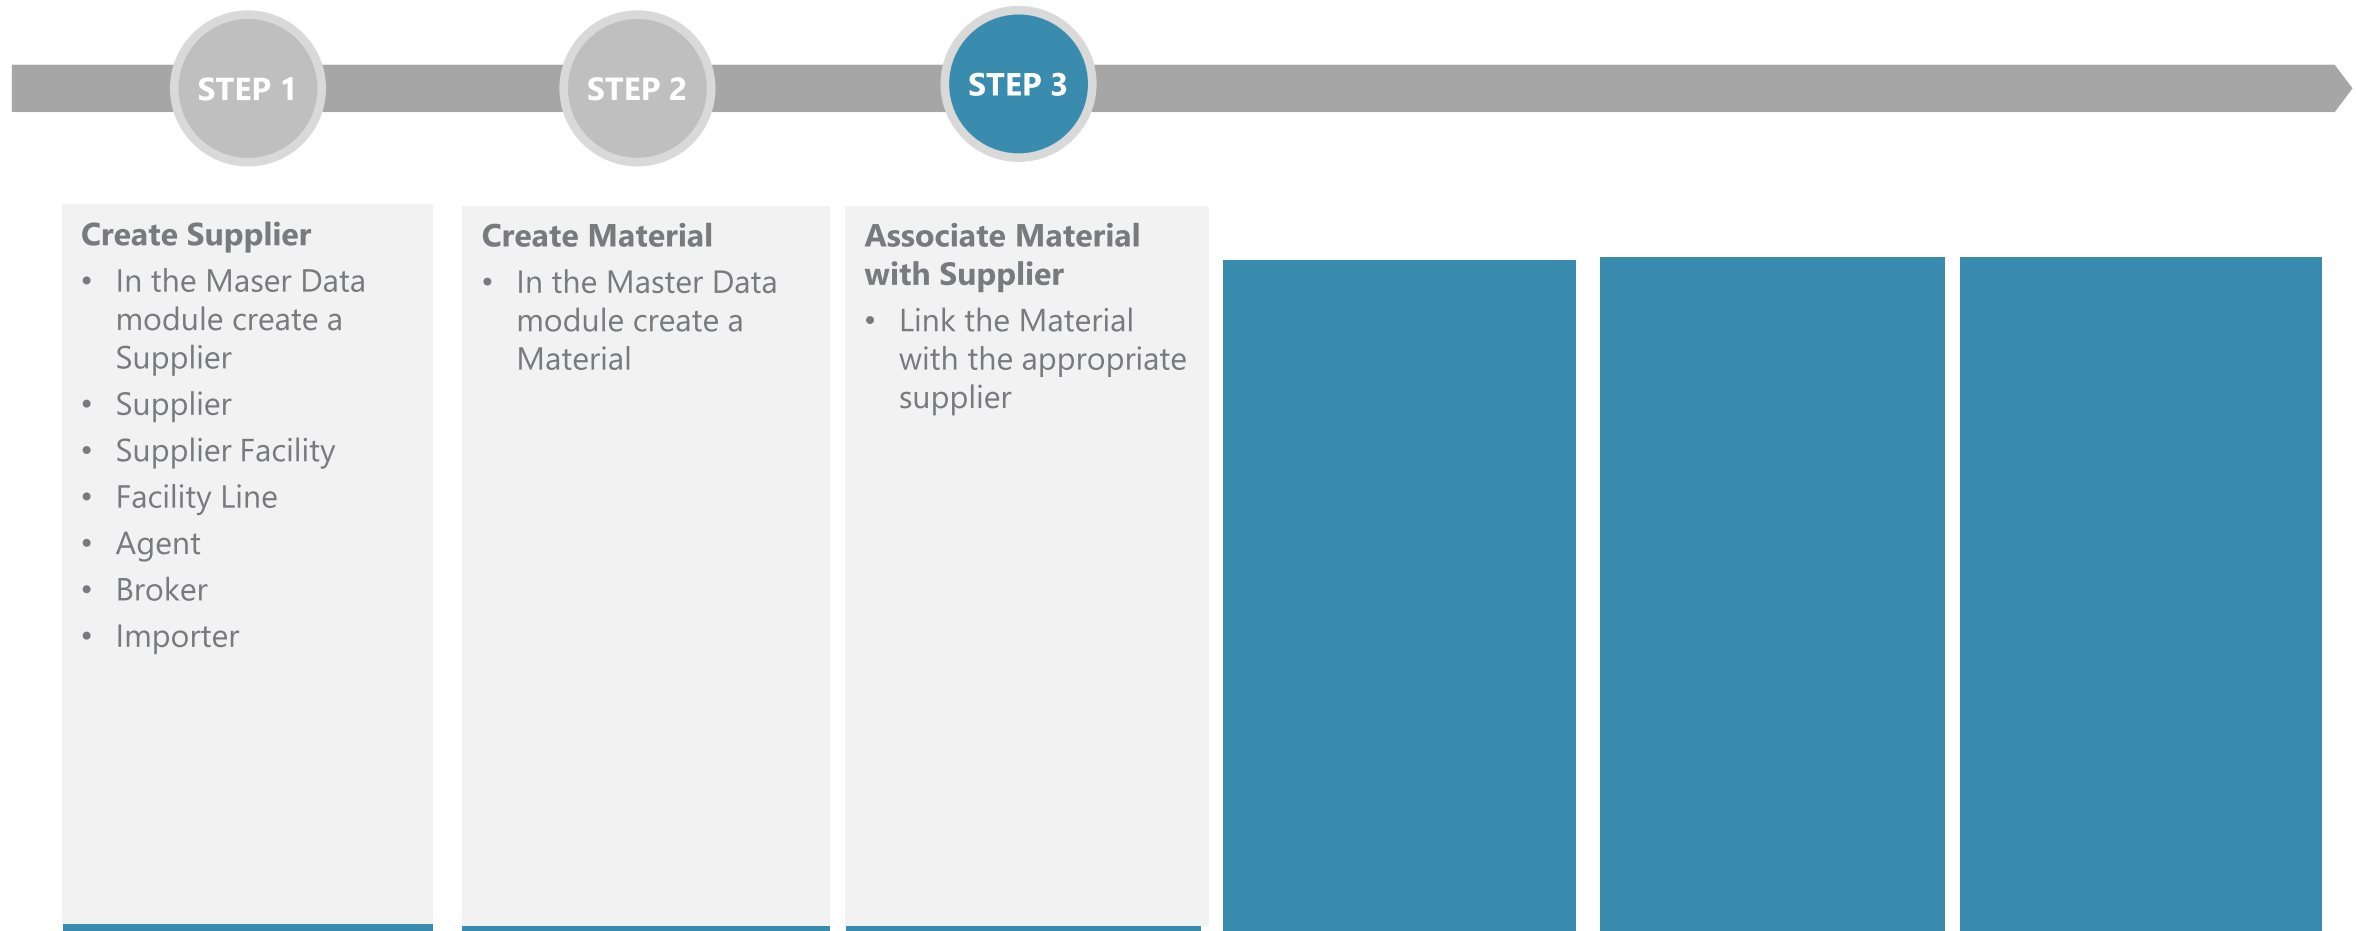 STEP 1
STEP 2
STEP 3
Create Supplier
• In the Maser Data
module create a
Supplier
• Supplier
• Supplier Facility
• Facility Line
• Agent
• Broker
• Importer
Create Material
• In the Master Data
module create a
Material
Associate Material
with Supplier
• Link the Material
with the appropriate
supplier